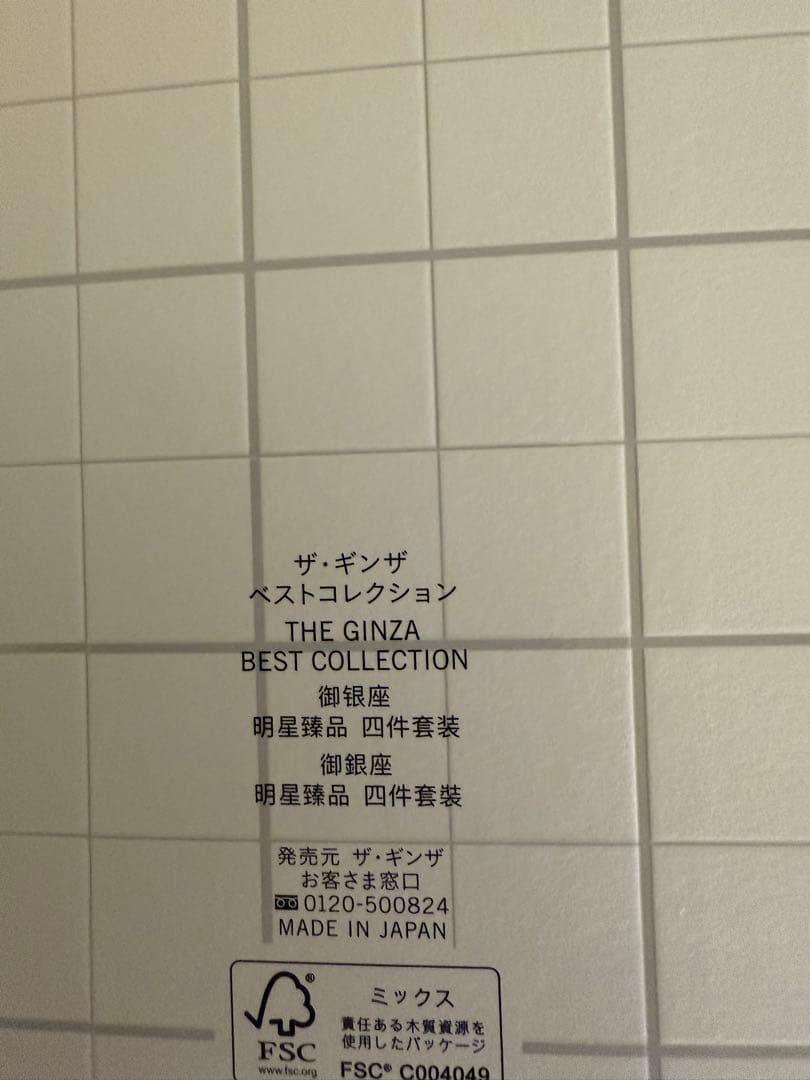 ザ・ギンザ
ベストコレクション
THE GINZA
BEST COLLECTION
御银座
明星臻品 四件套装
御銀座
明星臻品 四件套裝
発売元 ザ・ギンザ
お客さま窓口
0120-500824
MADE IN JAPAN
®
FSC
www.fsc.org
ミックス
責任ある木質資源を
使用したパッケージ
FSC® C004049